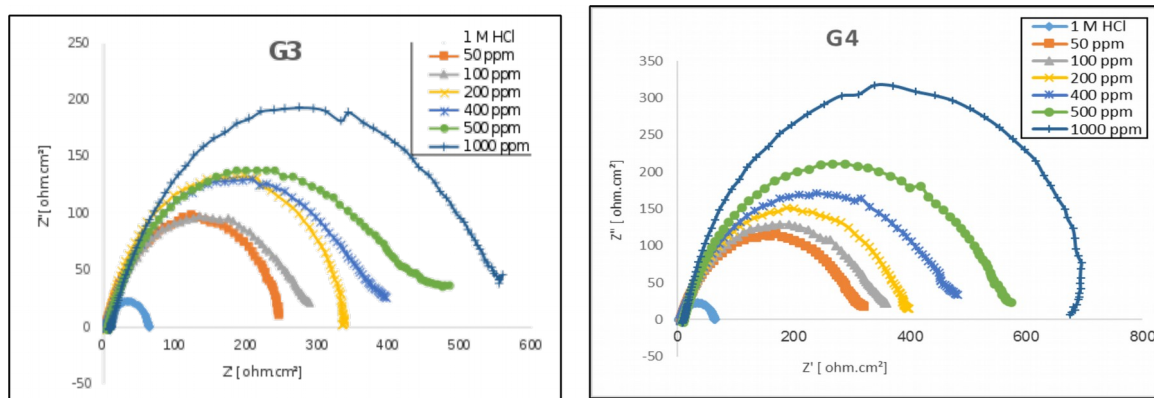 G3
1 M HCl
50 ppm
100 ppm
200 ppm
400 ppm
500 ppm
1000 ppm
250
200
150
100
50
0
-50
0
100
200
300
400
500
600
Z" [ ohm.cm²]
Z' [ ohm.cm²]
G4
1 M HCl
50 ppm
100 ppm
200 ppm
400 ppm
500 ppm
1000 ppm
350
300
250
200
150
100
50
0
-50
0
200
400
600
800
Z" [ ohm.cm²]
Z' [ ohm.cm²]